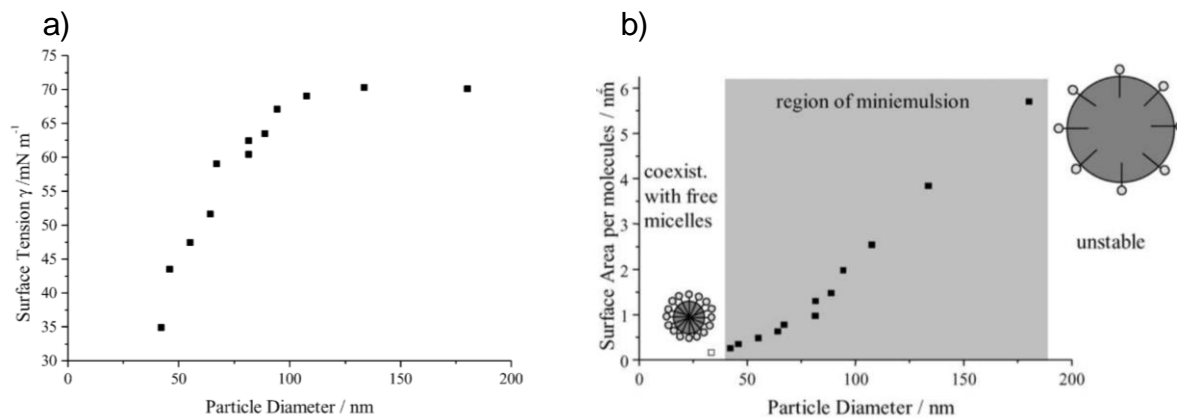 a)
75
70
65
60
55
50
45
40
35
30
0
50
100
150
200
Surface Tension γ /mN m⁻¹
Particle Diameter / nm
b)
6
5
4
3
2
1
0
0
50
100
150
200
Surface Area per molecules / nm²
Particle Diameter / nm
region of miniemulsion
coexist.
with free
micelles
unstable